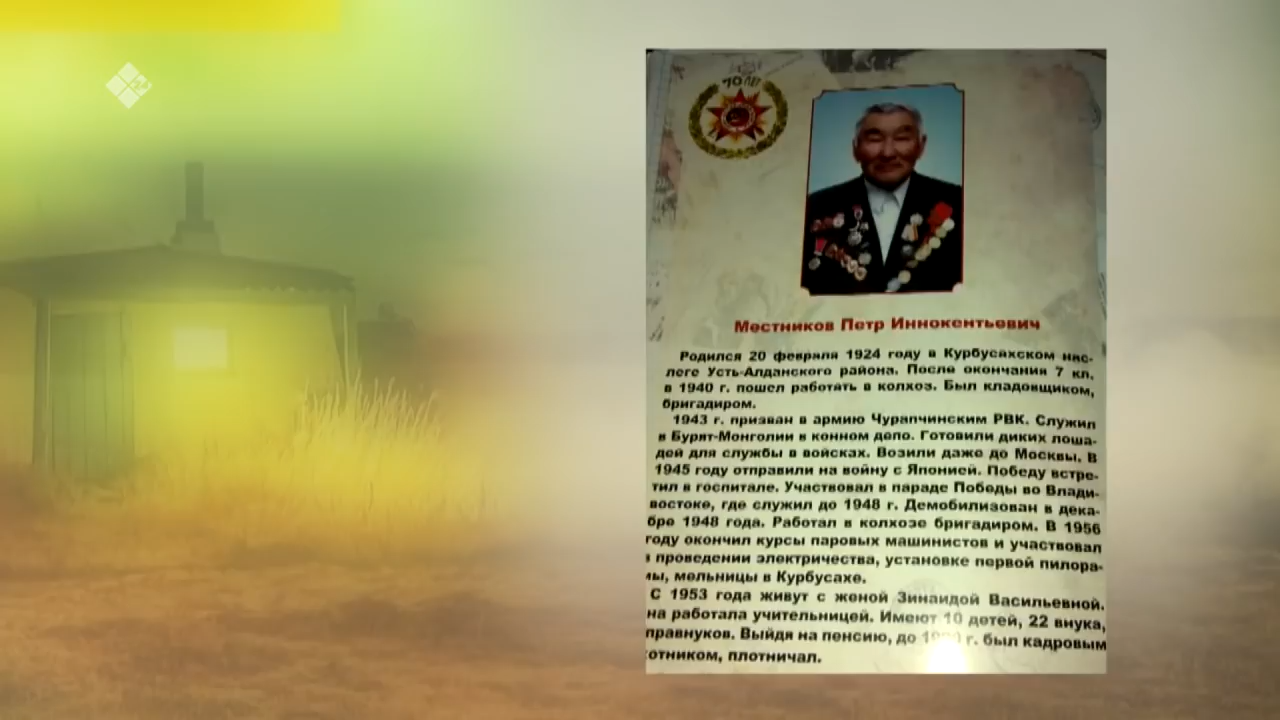 24
70 ЛЕТ
Местников Петр Иннокентьевич
Родился 20 февраля 1924 году в Курбусахском нас-
леге Усть-Алданского района. После окончания 7 кл.
в 1940 г. пошел работать в колхоз. Был кладовщиком,
бригадиром.
1943 г. призван в армию Чурапчинским РВК. Служил
в Бурят-Монголии в конном депо. Готовили диких лоша-
дей для службы в войсках. Возили даже до Москвы. В
1945 году отправили на войну с Японией. Победу встре-
тил в госпитале. Участвовал в параде Победы во Влади-
востоке, где служил до 1948 г. Демобилизован в дека-
бре 1948 года. Работал в колхозе бригадиром. В 1956
году окончил курсы паровых машинистов и участвовал
в проведении электричества, установке первой пилора-
мы, мельницы в Курбусахе.
С 1953 года живут с женой Зинаидой Васильевной.
на работала учительницей. Имеют 10 детей, 22 внука,
правнуков. Выйдя на пенсию, до г. был кадровым
отником, плотничал.